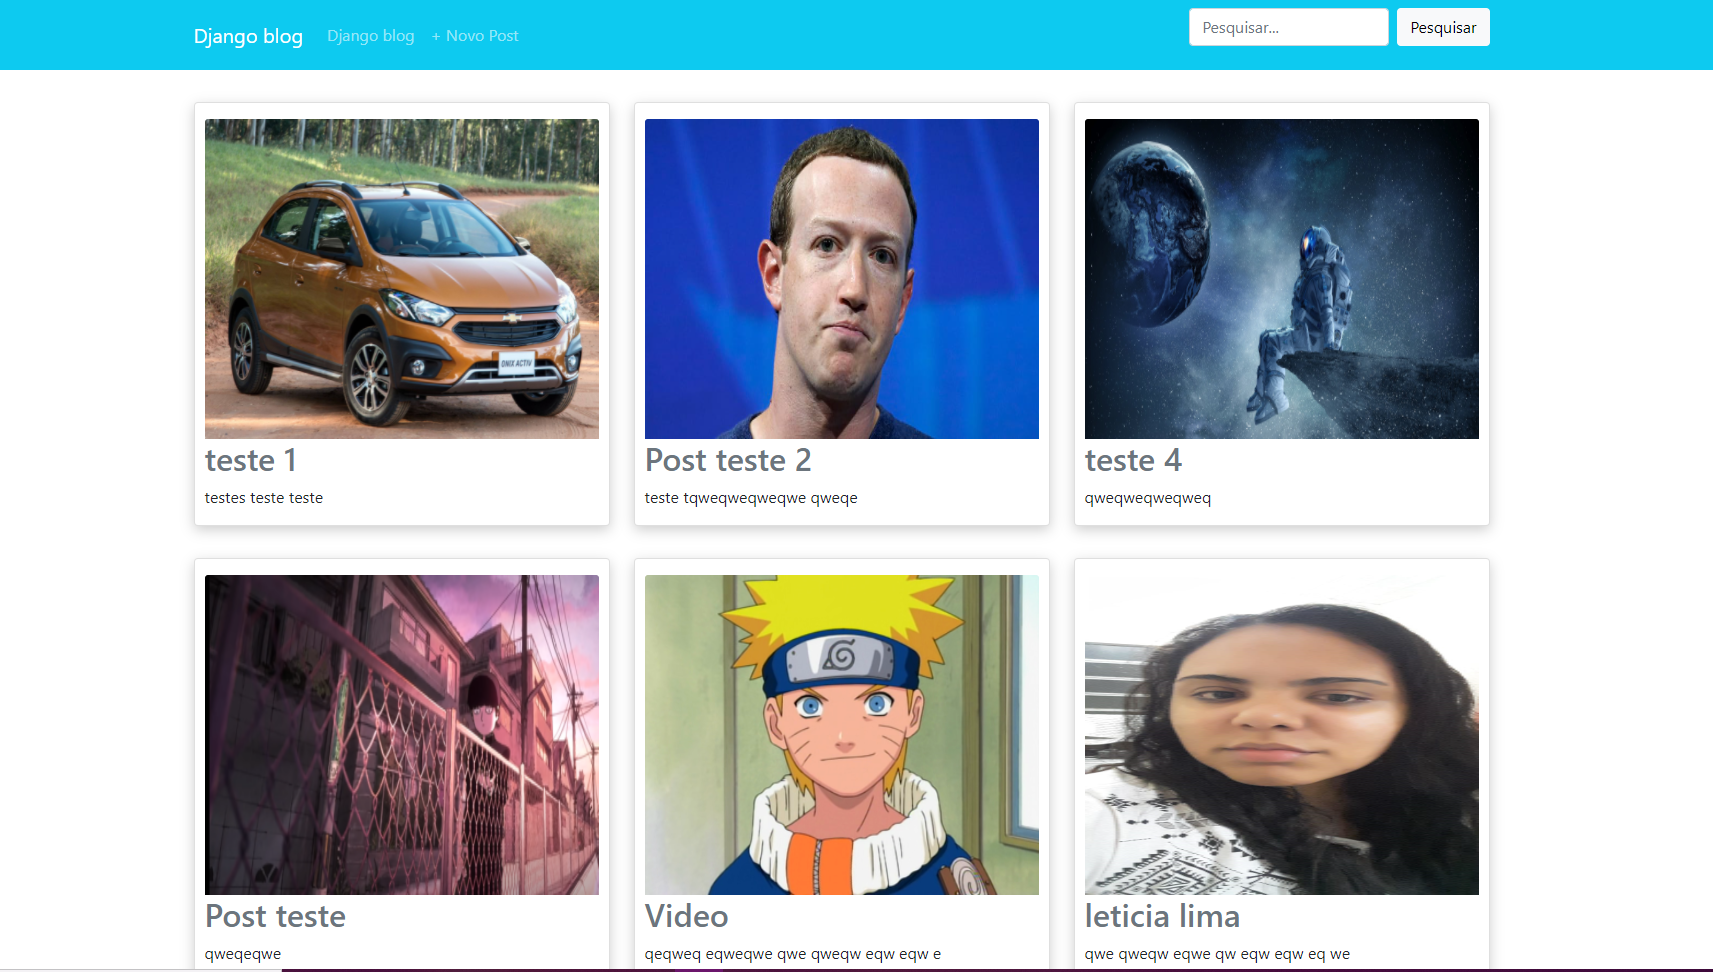 Django blog
Django blog
+ Novo Post
Pesquisar...
Pesquisar
ONIX ACTIV
teste 1
testes teste teste
Post teste 2
teste tqweqweqweqwe qweqe
teste 4
qweqweqweqweq
Post teste
qweqeqwe
Video
qeqweq eqweqwe qwe qweqw eqw eqw e
leticia lima
qwe qweqw eqwe qw eqw eqw eq we